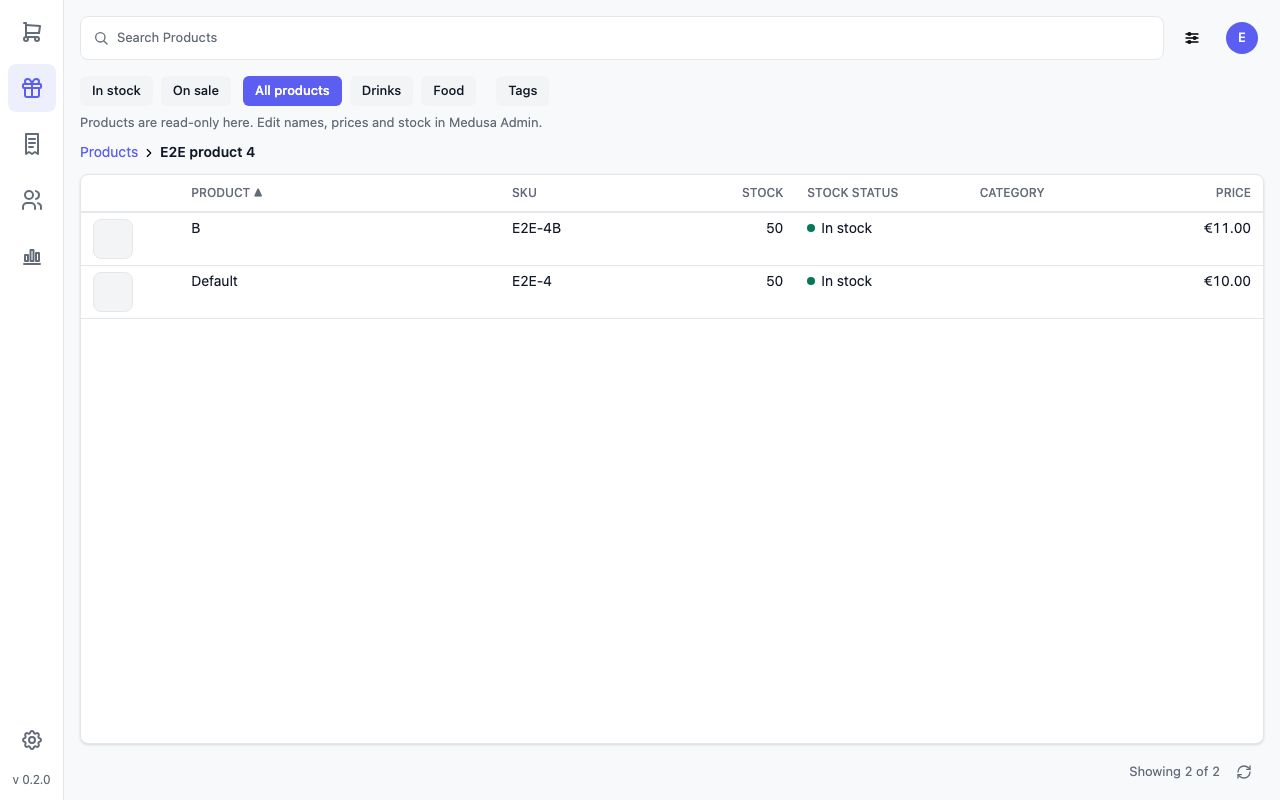 Search Products
E
In stock On sale All products Drinks Food Tags
Products are read-only here. Edit names, prices and stock in Medusa Admin.
Products › E2E product 4
PRODUCT ▲ SKU STOCK STOCK STATUS CATEGORY PRICE
B E2E-4B 50 In stock €11.00
Default E2E-4 50 In stock €10.00
Showing 2 of 2
v 0.2.0